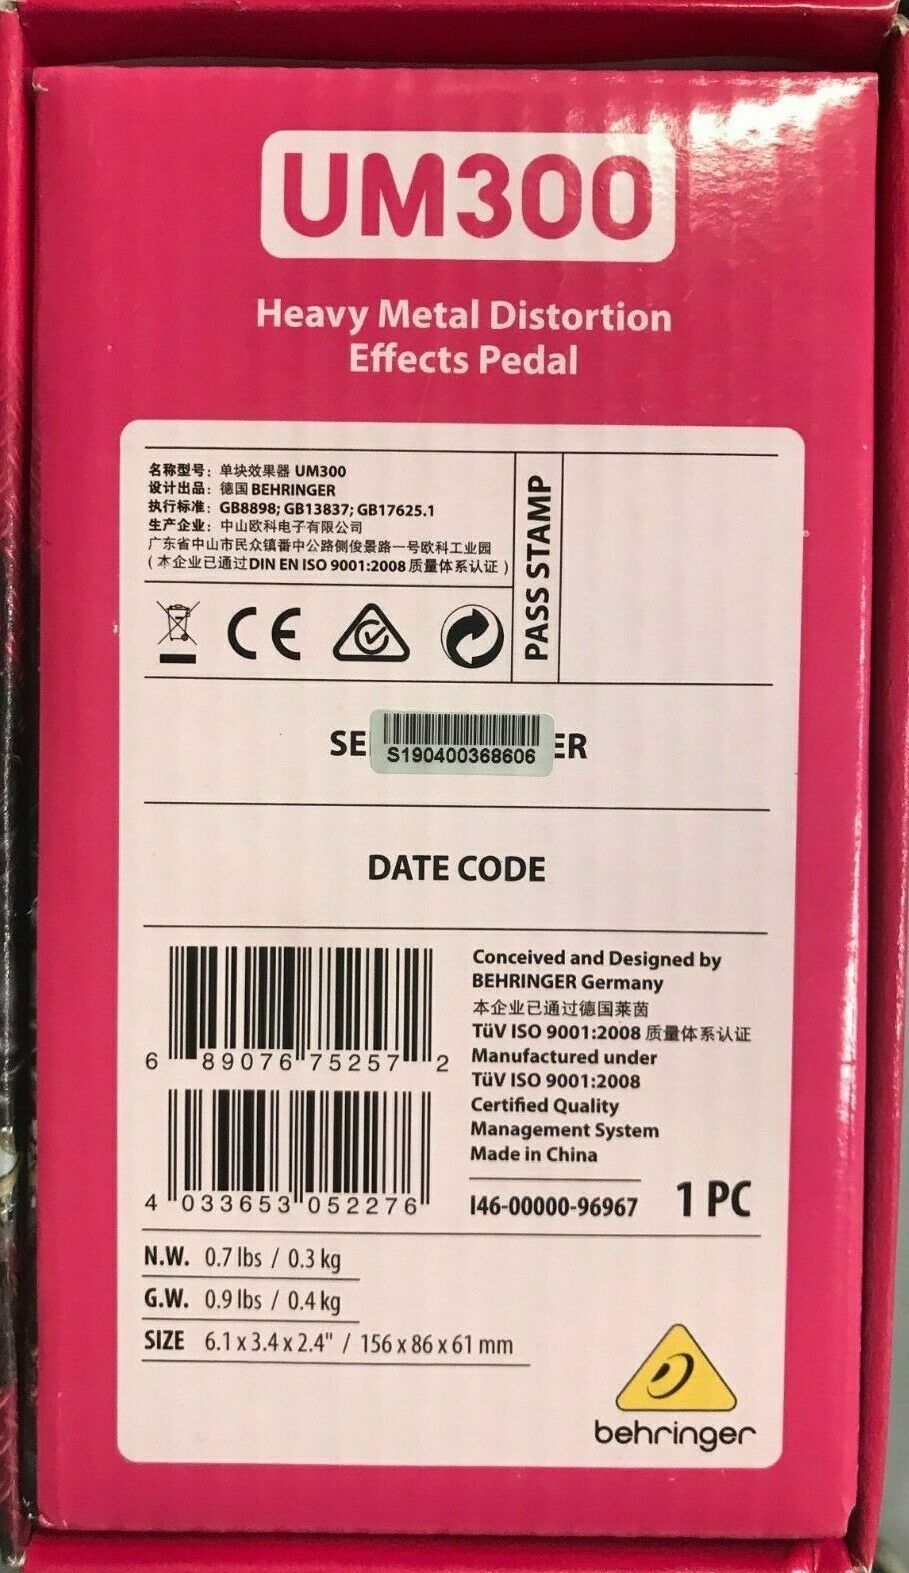 UM300
Heavy Metal Distortion
Effects Pedal
名称型号：单块效果器 UM300
设计出品：德国 BEHRINGER
执行标准：GB8898; GB13837; GB17625.1
生产企业：中山欧科电子有限公司
广东省中山市民众镇番中公路侧俊景路一号欧科工业园
(本企业已通过DIN EN ISO 9001:2008 质量体系认证)
PASS STAMP
CE
SE
ER
S190400368606
DATE CODE
6 89076 75257 2
4 033653 052276
Conceived and Designed by
BEHRINGER Germany
本企业已通过德国莱茵
TüV ISO 9001:2008 质量体系认证
Manufactured under
TüV ISO 9001:2008
Certified Quality
Management System
Made in China
I46-00000-96967 1 PC
N.W. 0.7 lbs / 0.3 kg
G.W. 0.9 lbs / 0.4 kg
SIZE 6.1 x 3.4 x 2.4" / 156 x 86 x 61 mm
behringer